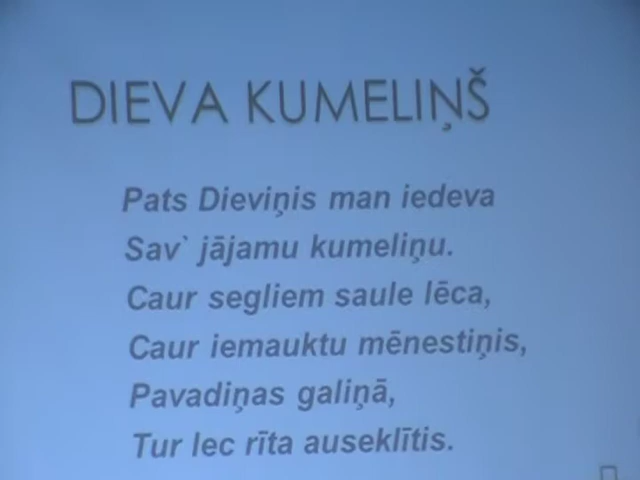 DIEVA KUMELIŅŠ
Pats Dieviņis man iedeva
Sav` jājamu kumeliņu.
Caur segliem saule lēca,
Caur iemauktu mēnestiņis,
Pavadiņas galiņā,
Tur lec rīta auseklītis.